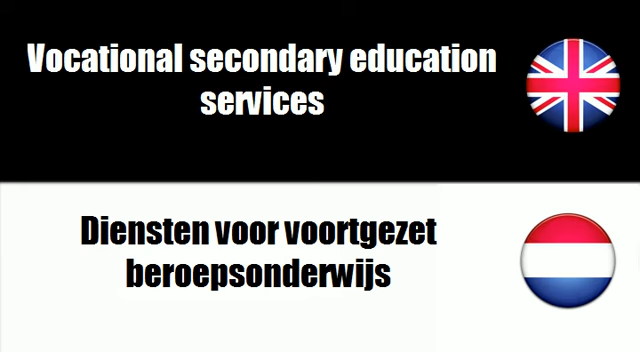 Vocational secondary education
services
Diensten voor voortgezet
beroepsonderwijs